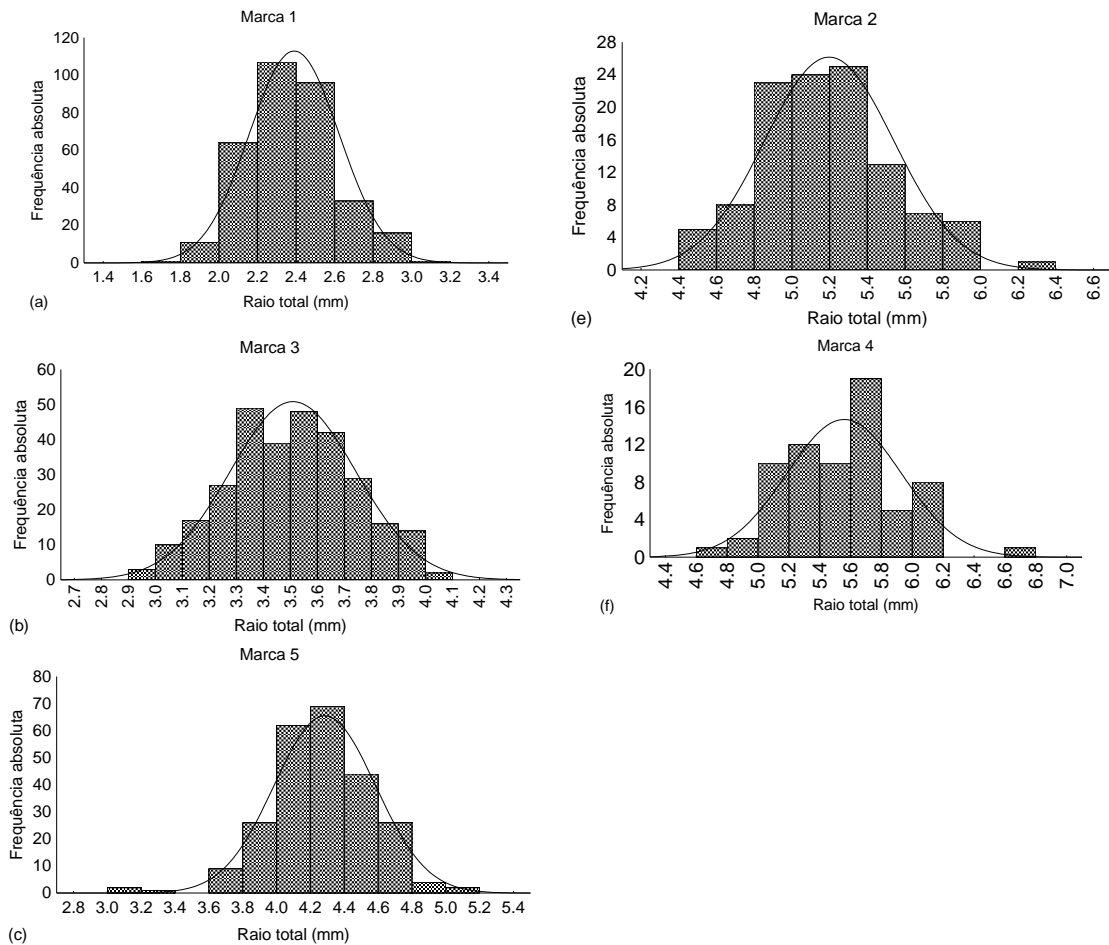 Marca 1
Frequência absoluta
120
100
80
60
40
20
0
1.4 1.6 1.8 2.0 2.2 2.4 2.6 2.8 3.0 3.2 3.4
Raio total (mm)
(a)
Marca 2
Frequência absoluta
28
24
20
16
12
8
4
0
4.2 4.4 4.6 4.8 5.0 5.2 5.4 5.6 5.8 6.0 6.2 6.4 6.6
Raio total (mm)
(e)
Marca 3
Frequência absoluta
60
50
40
30
20
10
0
2.7 2.8 2.9 3.0 3.1 3.2 3.3 3.4 3.5 3.6 3.7 3.8 3.9 4.0 4.1 4.2 4.3
Raio total (mm)
(b)
Marca 4
Frequência absoluta
20
16
12
8
4
0
4.4 4.6 4.8 5.0 5.2 5.4 5.6 5.8 6.0 6.2 6.6 6.8 7.0
Raio total (mm)
(f)
Marca 5
Frequência absoluta
80
70
60
50
40
30
20
10
0
2.8 3.0 3.2 3.4 3.6 3.8 4.0 4.2 4.4 4.6 4.8 5.0 5.2 5.4
Raio total (mm)
(c)